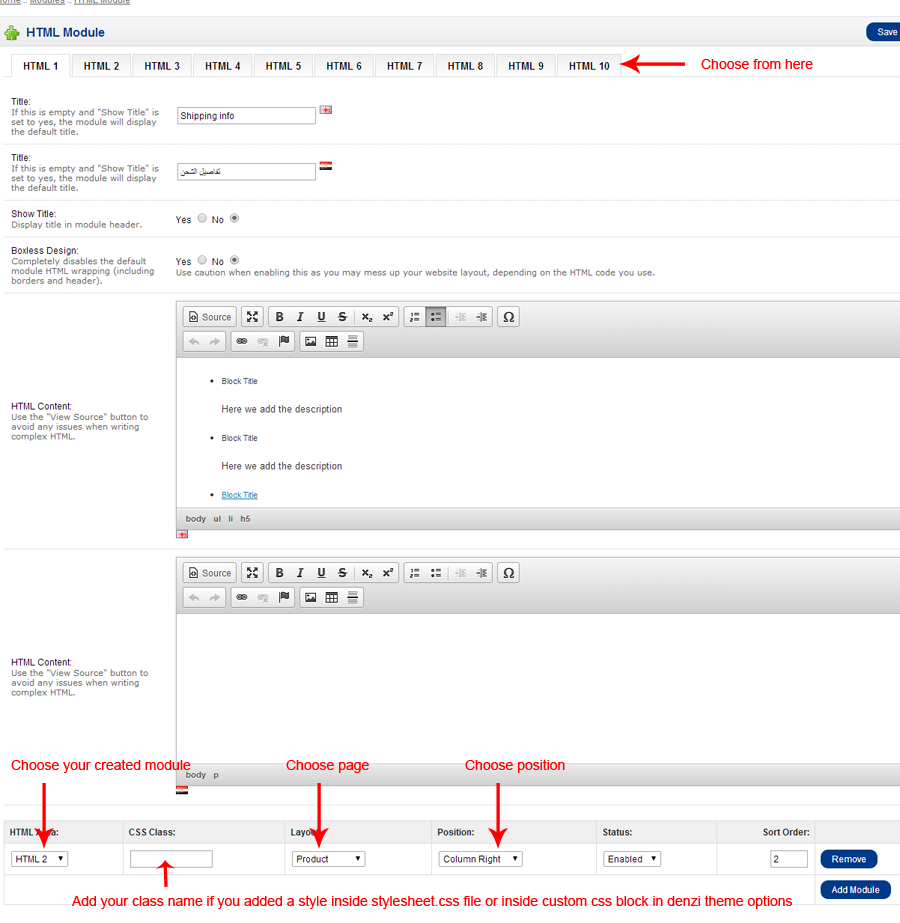 Home :: Modules :: HTML Module
HTML Module
Save
HTML 1 HTML 2 HTML 3 HTML 4 HTML 5 HTML 6 HTML 7 HTML 8 HTML 9 HTML 10
Choose from here
Title:
If this is empty and "Show Title" is
set to yes, the module will display
the default title.
Shipping info
Title:
If this is empty and "Show Title" is
set to yes, the module will display
the default title.
تفاصيل الشحن
Show Title:
Display title in module header.
Yes No
Boxless Design:
Completely disables the default
module HTML wrapping (including
borders and header).
Yes No
Use caution when enabling this as you may mess up your website layout, depending on the HTML code you use.
HTML Content:
Use the "View Source" button to
avoid any issues when writing
complex HTML.
Source B I U S x₂ x² Ω
Block Title
Here we add the description
Block Title
Here we add the description
Block Title
body ul li h5
HTML Content:
Use the "View Source" button to
avoid any issues when writing
complex HTML.
Source B I U S x₂ x² Ω
body p
Choose your created module
Choose page
Choose position
CSS Class: Position: Status: Sort Order:
HTML 2 Product Column Right Enabled 2 Remove
Add Module
Add your class name if you added a style inside stylesheet.css file or inside custom css block in denzi theme options